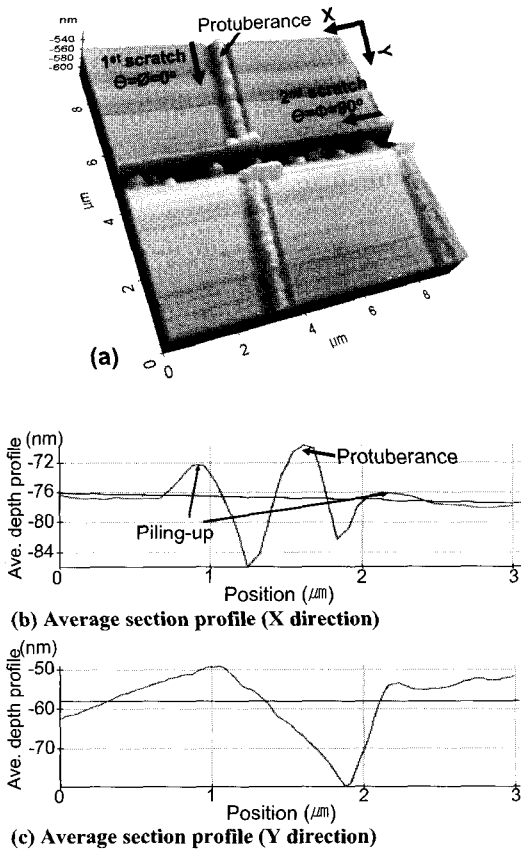 nm
-540
-560
-580
-600
Protuberance
X
Y
1st scratch
Θ=Ø=0°
2nd scratch
Θ=Φ=90°
8
6
4
2
0
μm
0
2
4
6
8
μm
(a)
(nm)
-72
-76
-80
-84
Ave. depth profile
Protuberance
Piling-up
0
1
2
3
Position (μm)
(b) Average section profile (X direction)
(nm)
-50
-60
-70
Ave. depth profile
0
1
2
3
Position (μm)
(c) Average section profile (Y direction)